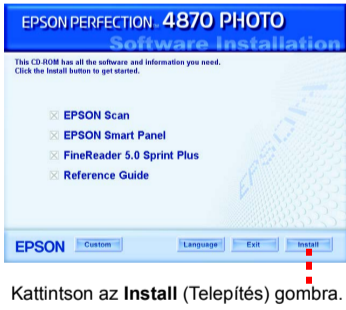 EPSON PERFECTION 4870 PHOTO
Software Installation
This CD-ROM has all the software and information you need.
Click the Install button to get started.
EPSON Scan
EPSON Smart Panel
FineReader 5.0 Sprint Plus
Reference Guide
EPSON
EPSON Custom Language Exit Install
Kattintson az Install (Telepítés) gombra.